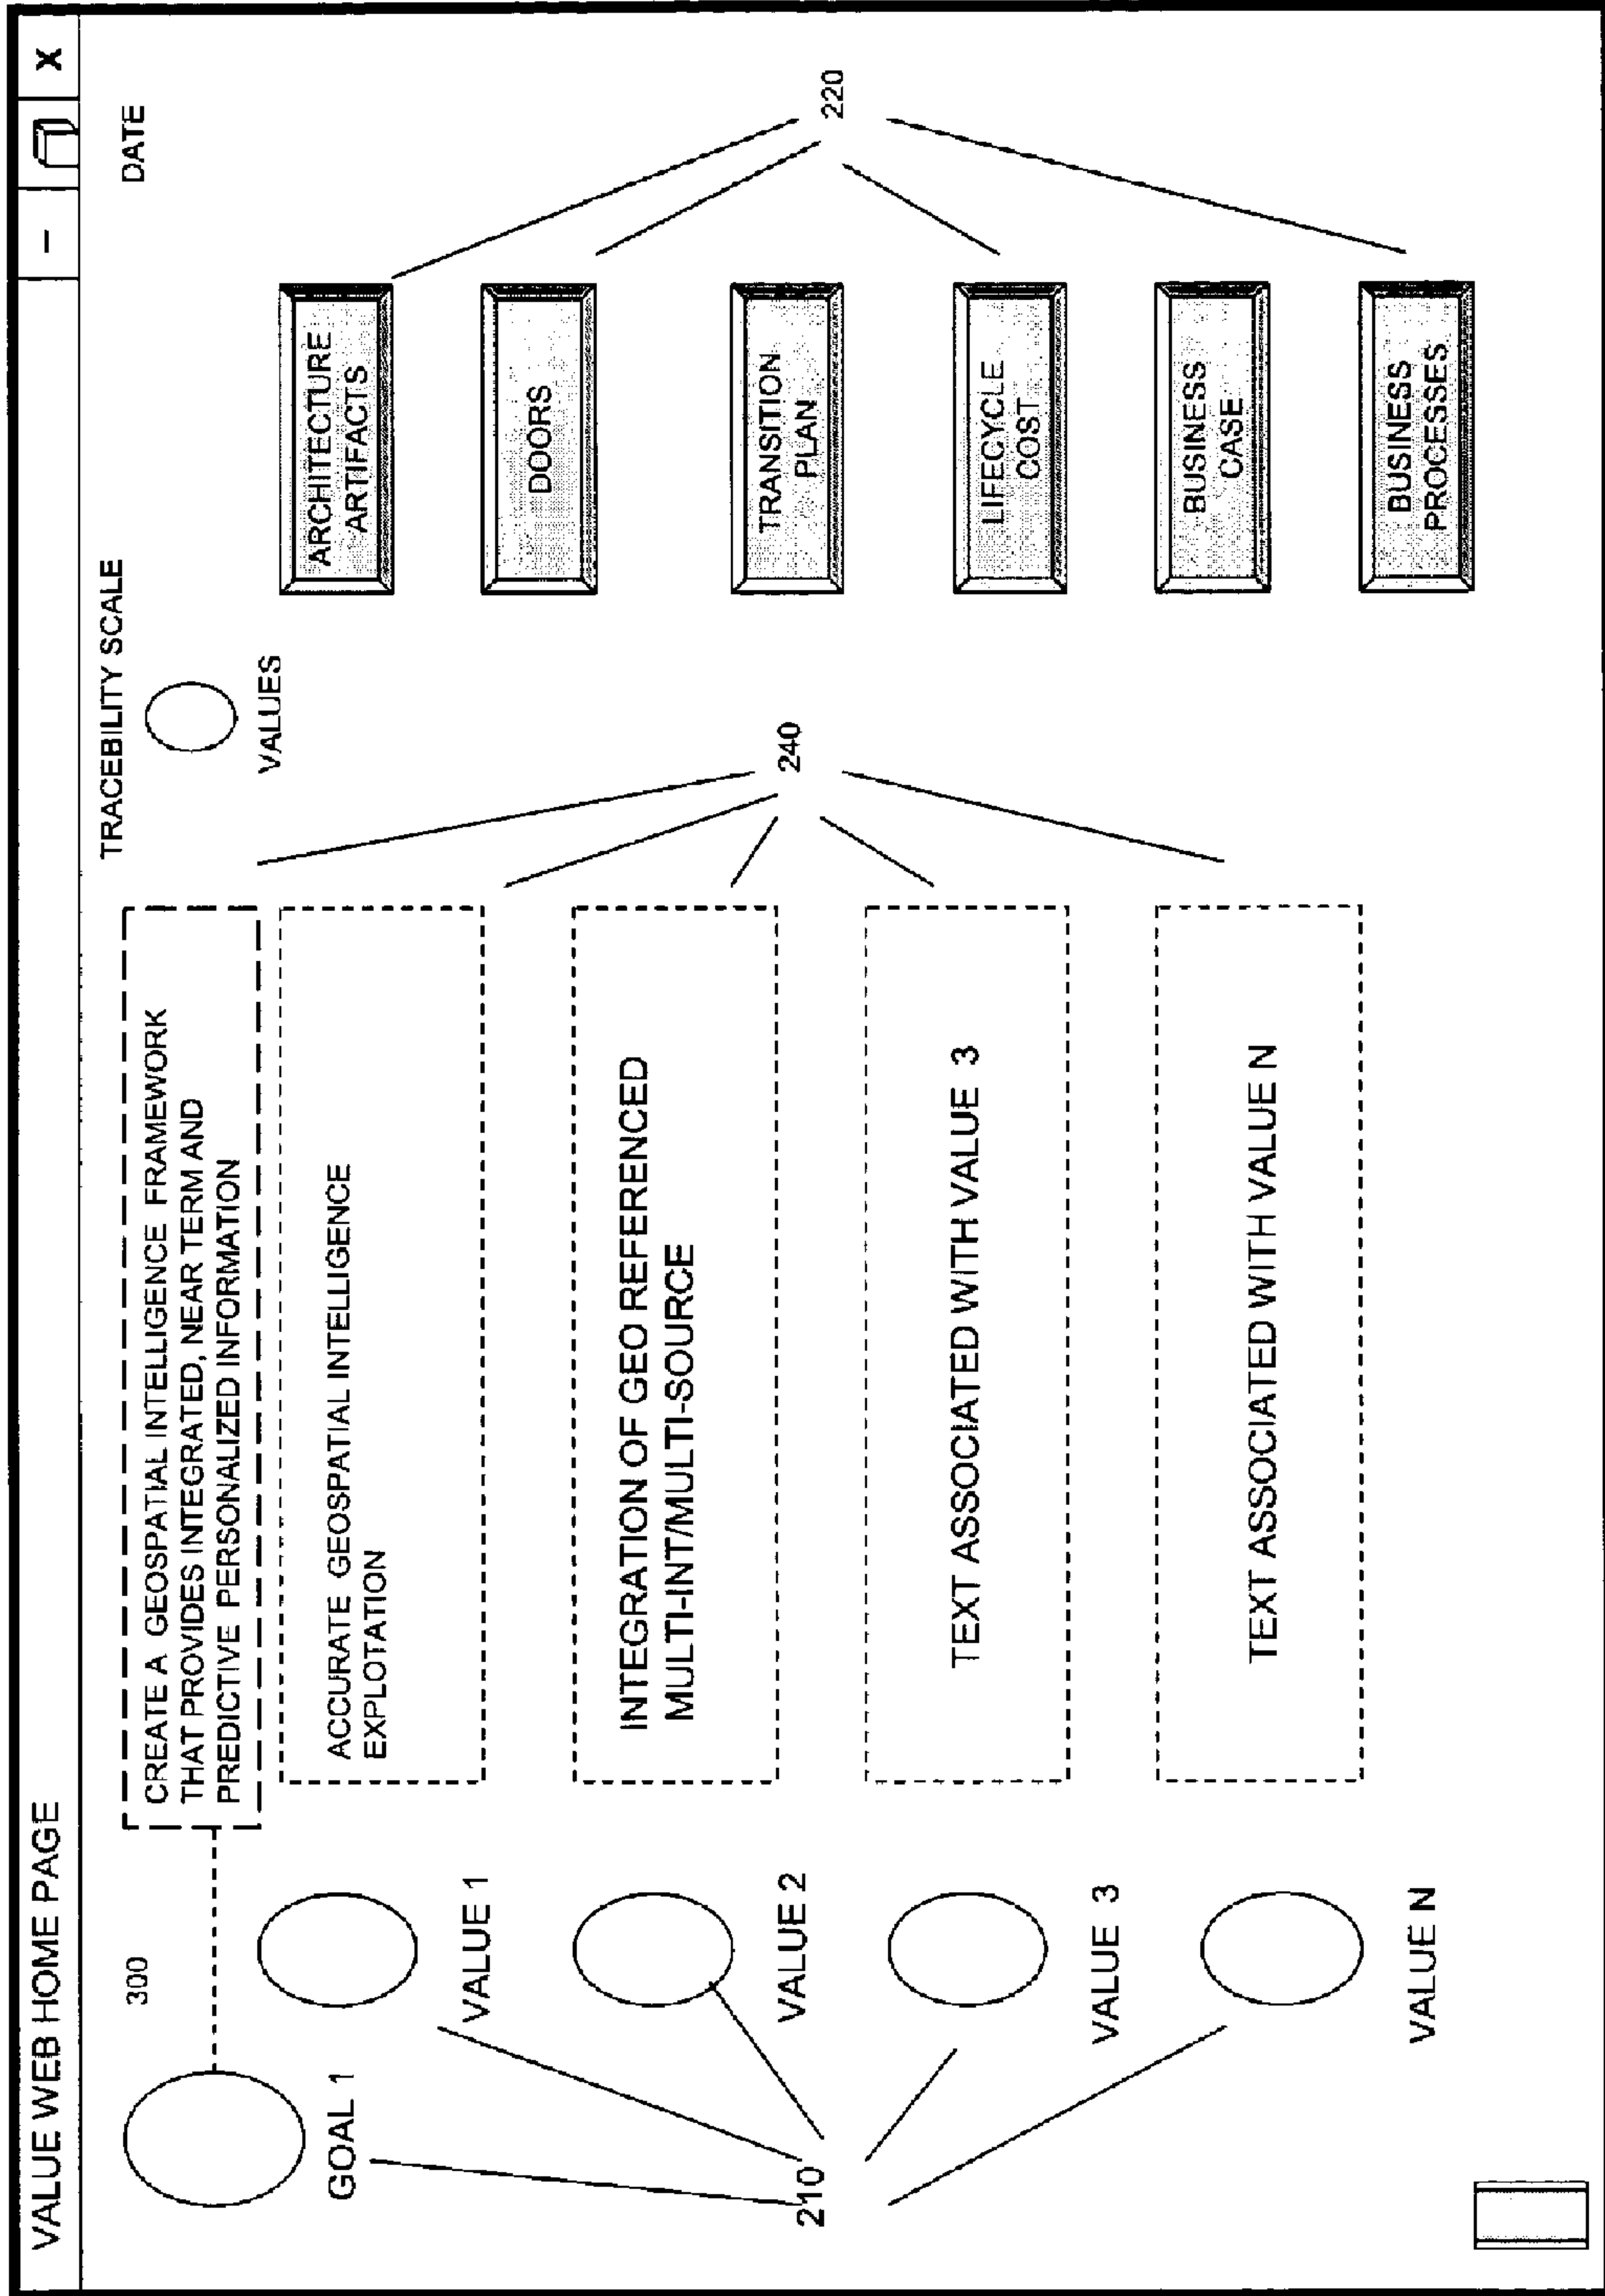 VALUE WEB HOME PAGE
–
X
TRACEBILITY SCALE
DATE
300
GOAL 1
CREATE A GEOSPATIAL INTELLIGENCE FRAMEWORK
THAT PROVIDES INTEGRATED, NEAR TERM AND
PREDICTIVE PERSONALIZED INFORMATION
VALUES
VALUE 1
ACCURATE GEOSPATIAL INTELLIGENCE
EXPLOTATION
VALUE 2
INTEGRATION OF GEO REFERENCED
MULTI-INT/MULTI-SOURCE
VALUE 3
TEXT ASSOCIATED WITH VALUE 3
VALUE N
TEXT ASSOCIATED WITH VALUE N
210
240
220
ARCHITECTURE
ARTIFACTS
DOORS
TRANSITION
PLAN
LIFECYCLE
COST
BUSINESS
CASE
BUSINESS
PROCESSES